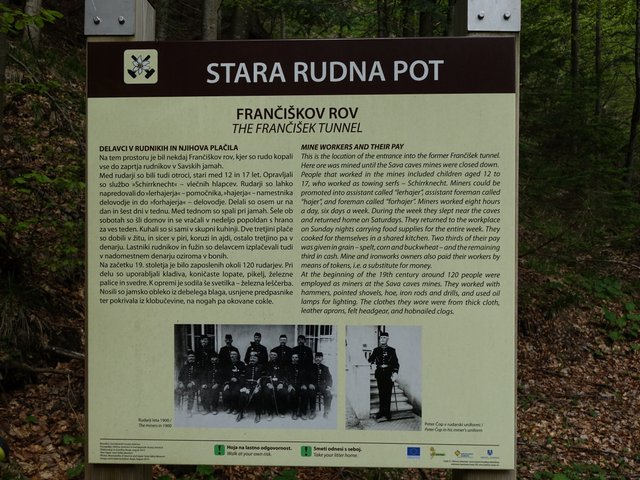 STARA RUDNA POT
FRANČIŠKOV ROV
THE FRANČIŠEK TUNNEL
DELAVCI V RUDNIKIH IN NJIHOVA PLAČILA
Na tem prostoru je bil nekdaj Frančiškov rov, kjer so rudo kopali
vse do zaprtja rudnikov v Savskih jamah.
Med rudarji so bili tudi otroci, stari med 12 in 17 let. Opravljali
so službo »Schirrknecht« – vlečnih hlapcev. Rudarji so lahko
napredovali do »lerhajerja« – pomočnika, »hajerja« – namestnika
delovodje in do »forhajerja« – delovodje. Delali so osem ur na
dan in šest dni v tednu. Med tednom so spali pri jamah. Šele ob
sobotah so šli domov in se vračali v nedeljo popoldan s hrano
za ves teden. Kuhali so si sami v skupni kuhinji. Dve tretjini plače
so dobili v žitu, in sicer v piri, koruzi in ajdi, ostalo tretjino pa v
denarju. Lastniki rudnikov in fužin so delavcem izplačevali tudi
v nadomestnem denarju oziroma v bonih.
Na začetku 19. stoletja je bilo zaposlenih okoli 120 rudarjev. Pri
delu so uporabljali kladiva, koničaste lopate, pikelj, železne
palice in svedre. K opremi je sodila še svetilka – železna leščerba.
Nosili so jamsko obleko iz debelega blaga, usnjene predpasnike
ter pokrivala iz klobučevine, na nogah pa okovane cokle.
MINE WORKERS AND THEIR PAY
This is the location of the entrance into the former Frančišek tunnel.
Here ore was mined until the Sava caves mines were closed down.
People that worked in the mines included children aged 12 to
17, who worked as towing serfs – Schirrknecht. Miners could be
promoted into assistant called "lerhajer", assistant foreman called
"hajer", and foreman called "forhajer". Miners worked eight hours
a day, six days a week. During the week they slept near the caves
and returned home on Saturdays. They returned to the workplace
on Sunday nights carrying food supplies for the entire week. They
cooked for themselves in a shared kitchen. Two thirds of their pay
was given in grain – spelt, corn and buckwheat – and the remaining
third in cash. Mine and ironworks owners also paid their workers by
means of tokens, i.e. a substitute for money.
At the beginning of the 19th century around 120 people were
employed as miners at the Sava caves mines. They worked with
hammers, pointed shovels, hoe, iron rods and drills, and used oil
lamps for lighting. The clothes they wore were from thick cloth,
leather aprons, felt headgear, and hobnailed clogs.
Rudarji leta 1900 /
The miners in 1900
Peter Čop v rudarski uniformi /
Peter Čop in his miner's uniform
Hoja na lastno odgovornost.
Walk at your own risk.
Smeti odnesi s seboj.
Take your litter home.